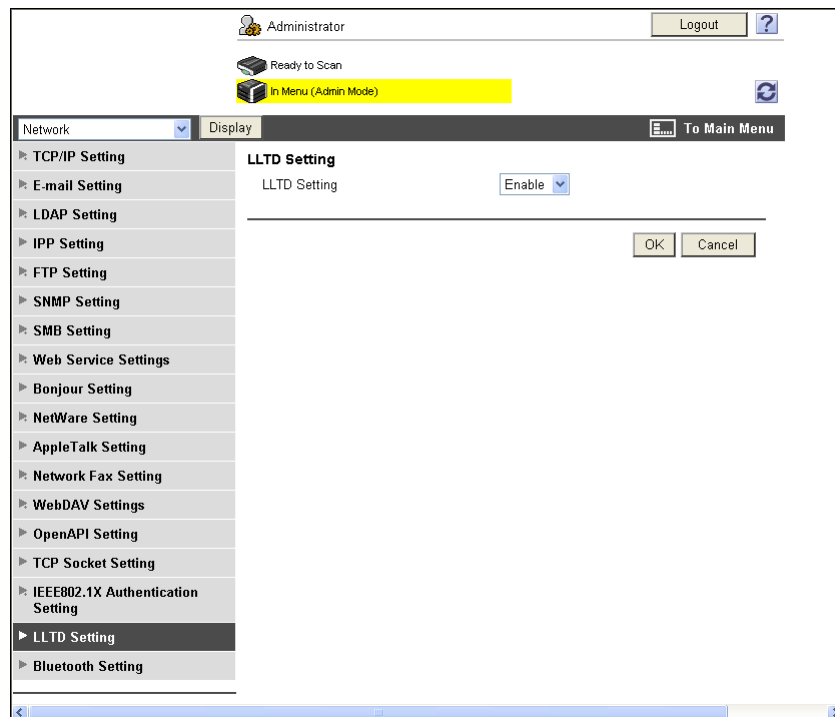 Administrator
Logout
?
Ready to Scan
In Menu (Admin Mode)
Network
Display
To Main Menu
TCP/IP Setting
E-mail Setting
LDAP Setting
IPP Setting
FTP Setting
SNMP Setting
SMB Setting
Web Service Settings
Bonjour Setting
NetWare Setting
AppleTalk Setting
Network Fax Setting
WebDAV Settings
OpenAPI Setting
TCP Socket Setting
IEEE802.1X Authentication
Setting
LLTD Setting
Bluetooth Setting
LLTD Setting
LLTD Setting Enable
OK Cancel